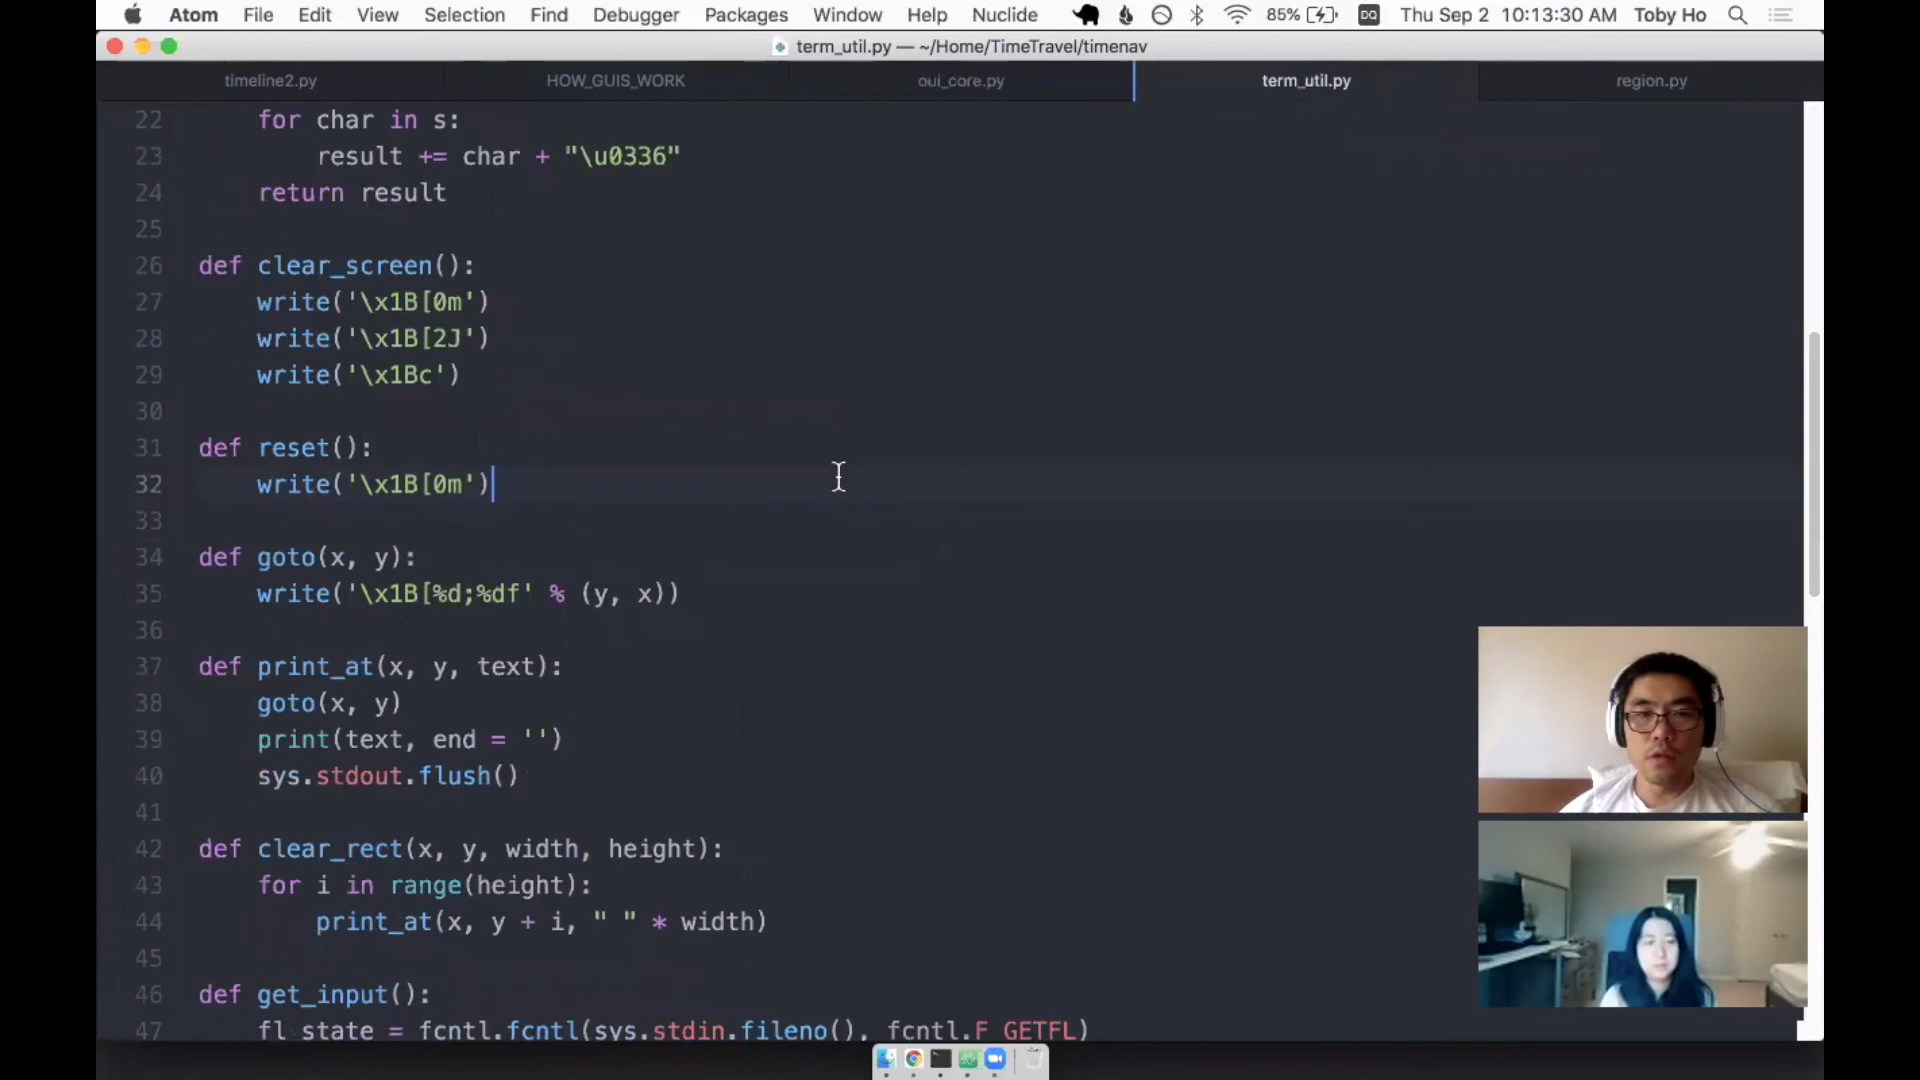 Atom File Edit View Selection Find Debugger Packages Window Help Nuclide 85% DQ Thu Sep 2 10:13:30 AM Toby Ho
term_util.py — ~/Home/TimeTravel/timenav
timeline2.py HOW_GUIS_WORK oui_core.py term_util.py region.py
22 for char in s:
23 result += char + "\u0336"
24 return result
25
26 def clear_screen():
27 write('\x1B[0m')
28 write('\x1B[2J')
29 write('\x1Bc')
30
31 def reset():
32 write('\x1B[0m')
33
34 def goto(x, y):
35 write('\x1B[%d;%df' % (y, x))
36
37 def print_at(x, y, text):
38 goto(x, y)
39 print(text, end = '')
40 sys.stdout.flush()
41
42 def clear_rect(x, y, width, height):
43 for i in range(height):
44 print_at(x, y + i, " " * width)
45
46 def get_input():
47 fl_state = fcntl.fcntl(sys.stdin.fileno(), fcntl.F_GETFL)